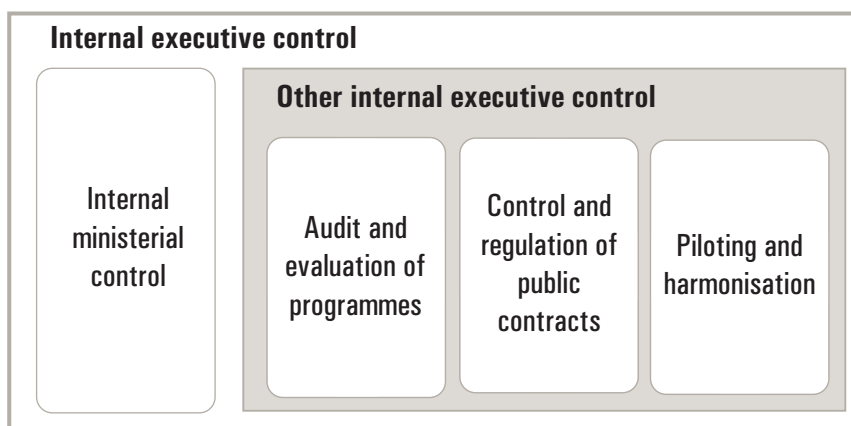 Internal executive control
Other internal executive control
Internal
ministerial
control
Audit and
evaluation of
programmes
Control and
regulation of
public
contracts
Piloting and
harmonisation